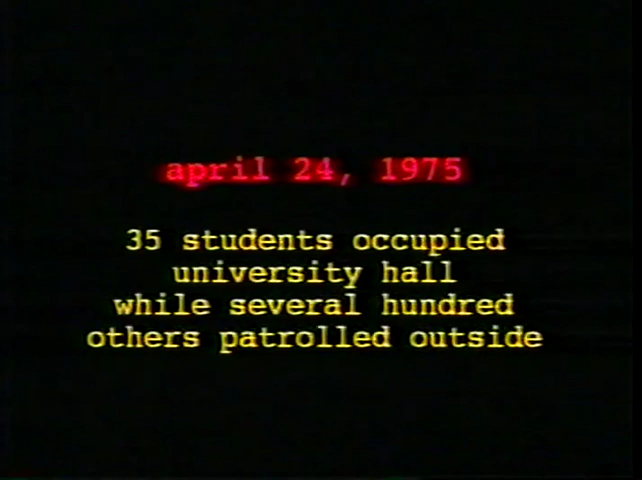 april 24, 1975
35 students occupied
university hall
while several hundred
others patrolled outside